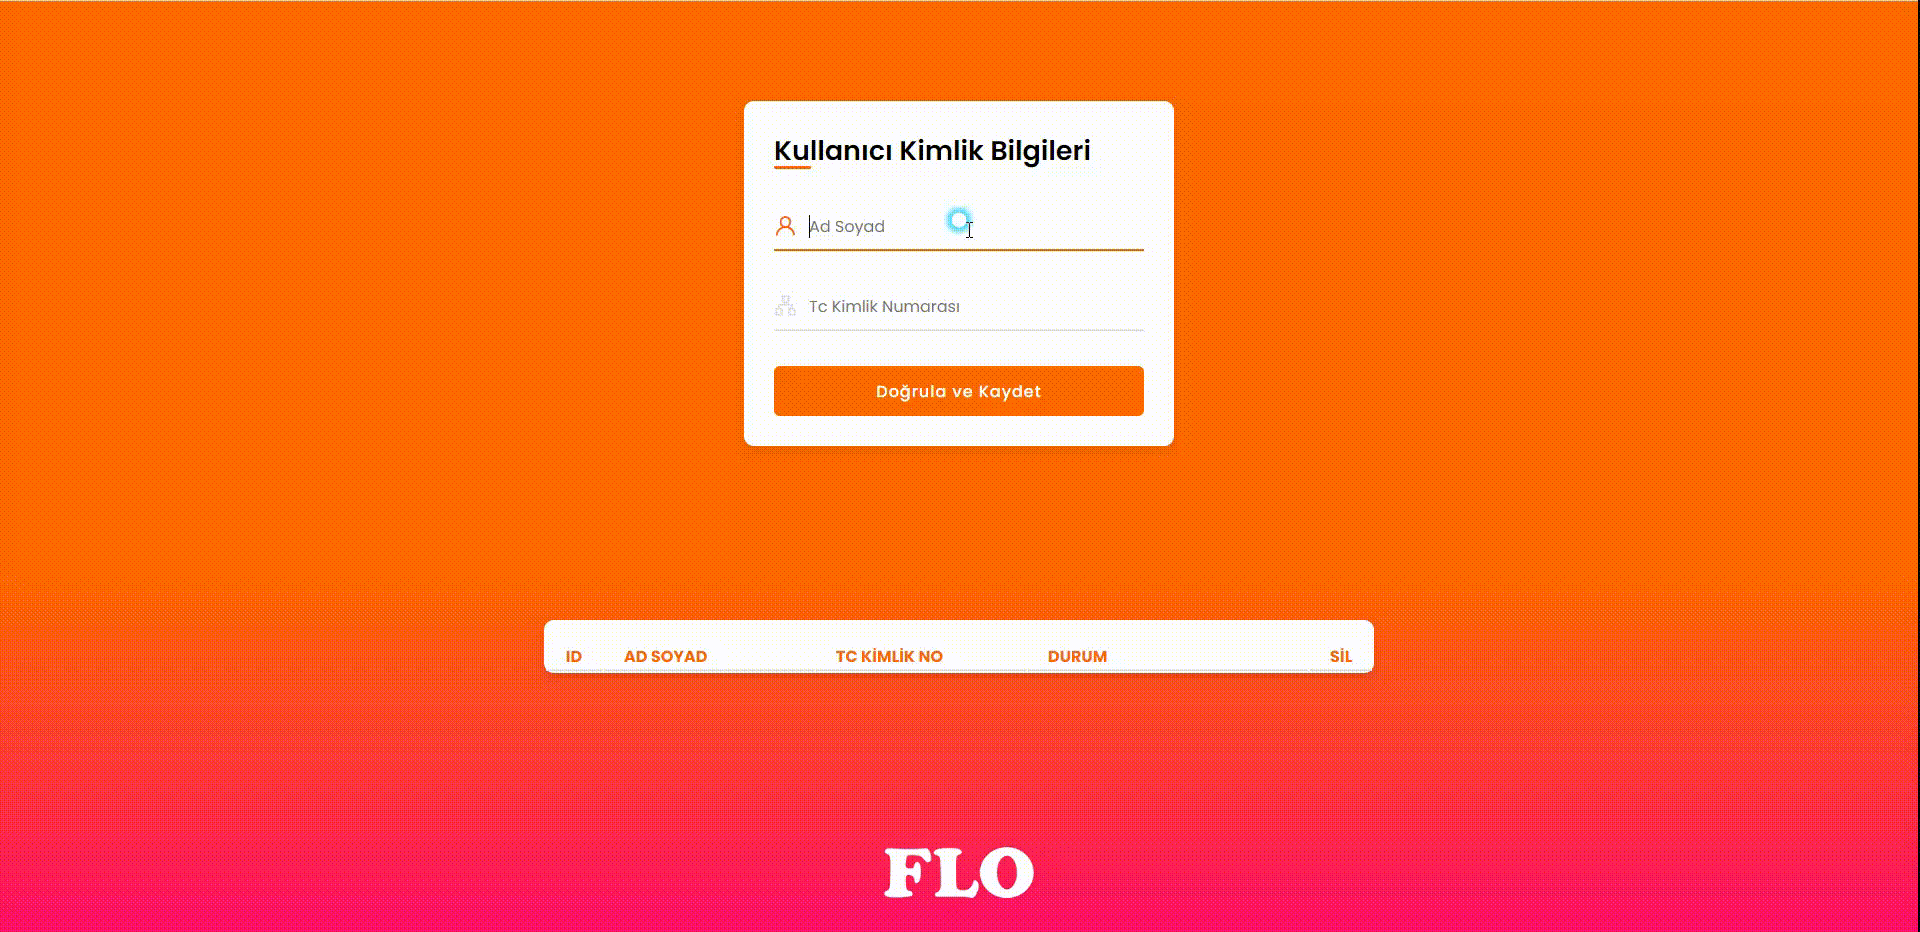 Kullanıcı Kimlik Bilgileri
Ad Soyad
Tc Kimlik Numarası
Doğrula ve Kaydet
ID AD SOYAD TC KİMLİK NO DURUM SİL
FLO